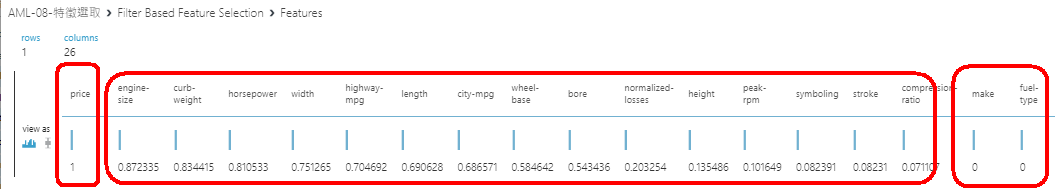 AML-08-特徵選取 › Filter Based Feature Selection › Features
rows columns
1 26
price engine-size curb-weight horsepower width highway-mpg length city-mpg wheel-base bore normalized-losses height peak-rpm symboling stroke compression-ratio make fuel-type
view as
1 0.872335 0.834415 0.810533 0.751265 0.704692 0.690628 0.686571 0.584642 0.543436 0.203254 0.135486 0.101649 0.082391 0.08231 0.071107 0 0